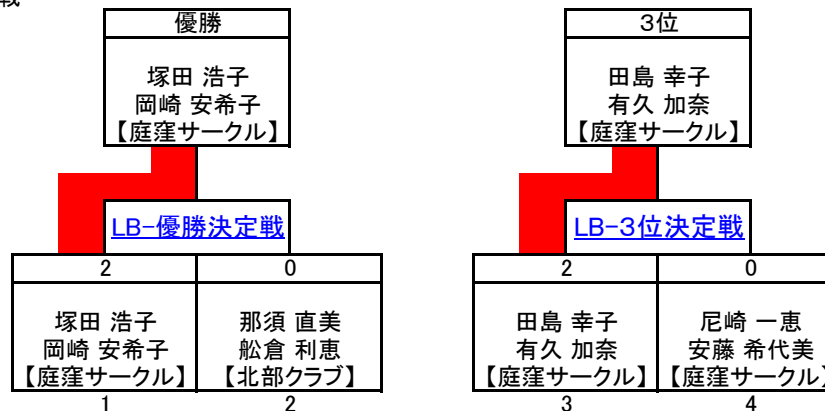 戦
優勝
塚田 浩子
岡崎 安希子
【庭窪サークル】
LB-優勝決定戦
2 0
塚田 浩子
岡崎 安希子
【庭窪サークル】
那須 直美
舩倉 利恵
【北部クラブ】
1 2
3位
田島 幸子
有久 加奈
【庭窪サークル】
LB-3位決定戦
2 0
田島 幸子
有久 加奈
【庭窪サークル】
尼崎 一恵
安藤 希代美
【庭窪サークル】
3 4